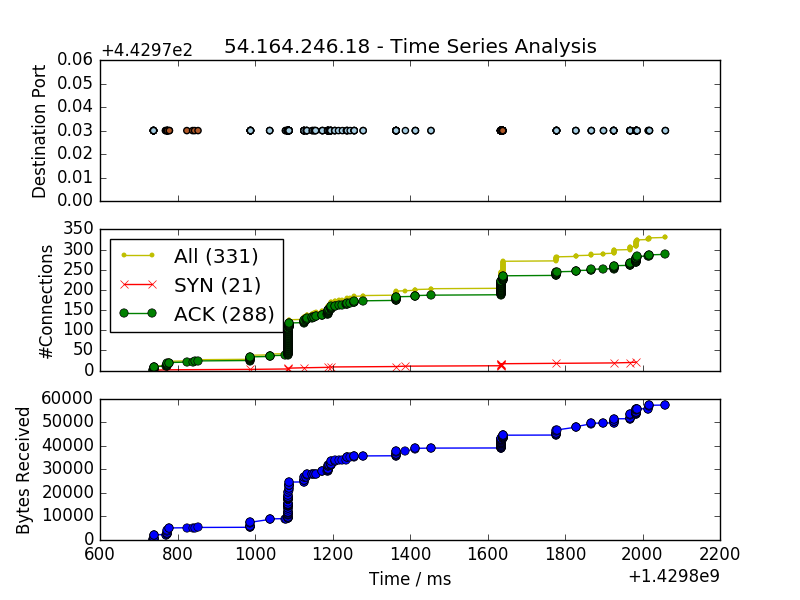 +4.4297e2
54.164.246.18 - Time Series Analysis
Destination Port
0.06
0.05
0.04
0.03
0.02
0.01
0.00
#Connections
350
300
250
200
150
100
50
0
All (331)
SYN (21)
ACK (288)
Bytes Received
60000
50000
40000
30000
20000
10000
0
600 800 1000 1200 1400 1600 1800 2000 2200
Time / ms
+1.4298e9